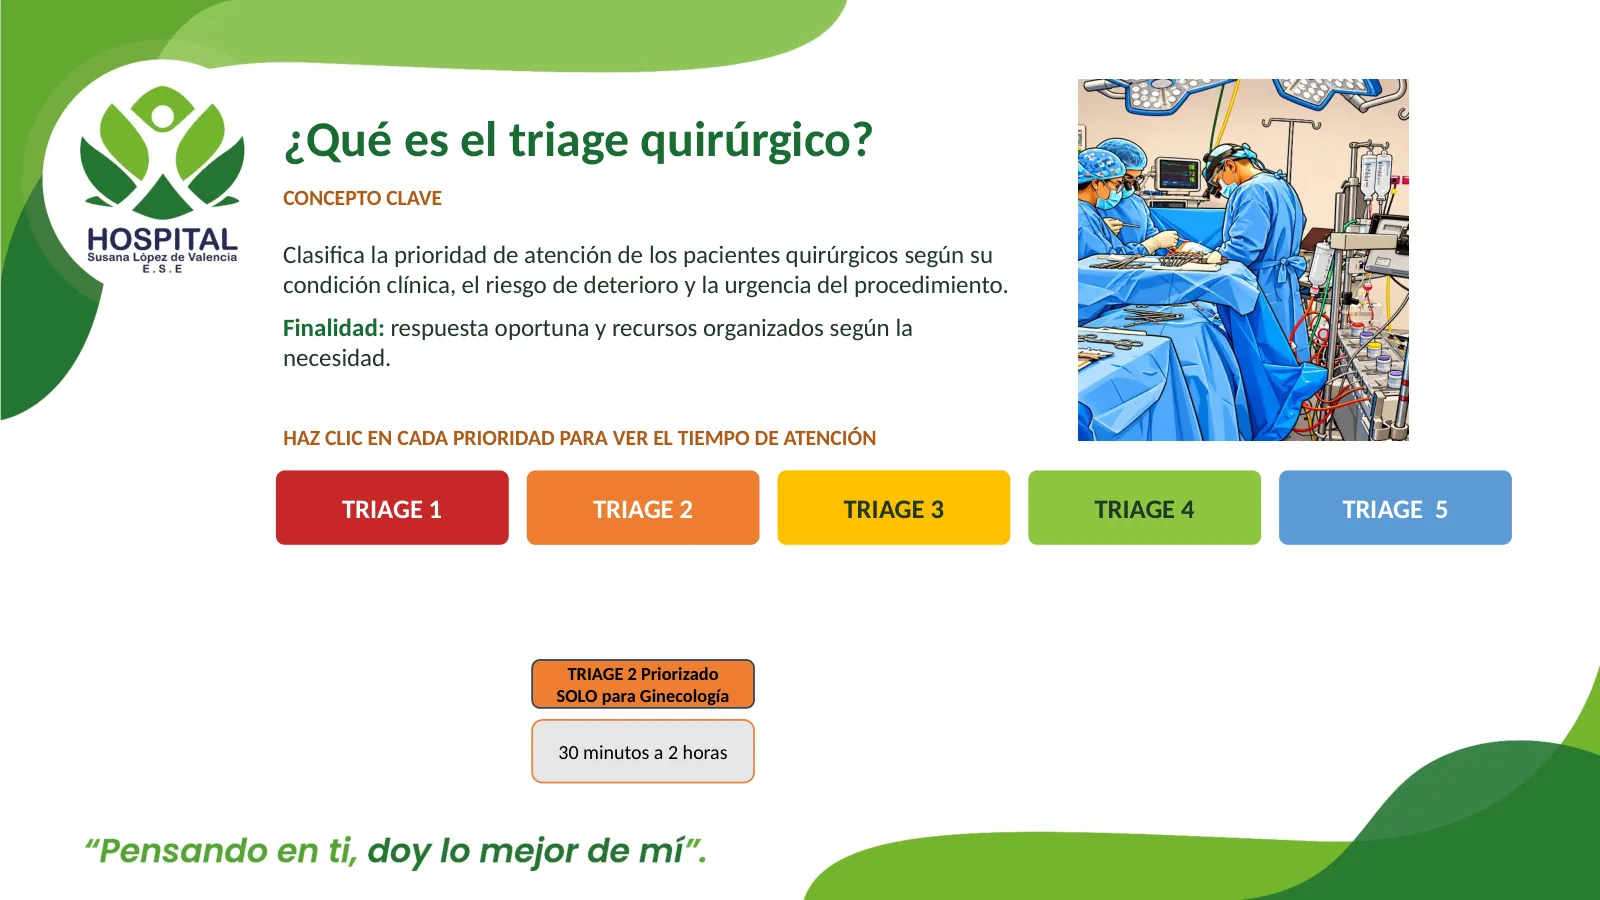 ¿Qué es el triage quirúrgico?
CONCEPTO CLAVE
HOSPITAL
Susana López de Valencia
E.S.E
Clasifica la prioridad de atención de los pacientes quirúrgicos según su
condición clínica, el riesgo de deterioro y la urgencia del procedimiento.
Finalidad: respuesta oportuna y recursos organizados según la
necesidad.
HAZ CLIC EN CADA PRIORIDAD PARA VER EL TIEMPO DE ATENCIÓN
TRIAGE 1
TRIAGE 2
TRIAGE 3
TRIAGE 4
TRIAGE  5
TRIAGE 2 Priorizado
SOLO para Ginecología
30 minutos a 2 horas
“Pensando en ti, doy lo mejor de mí”.